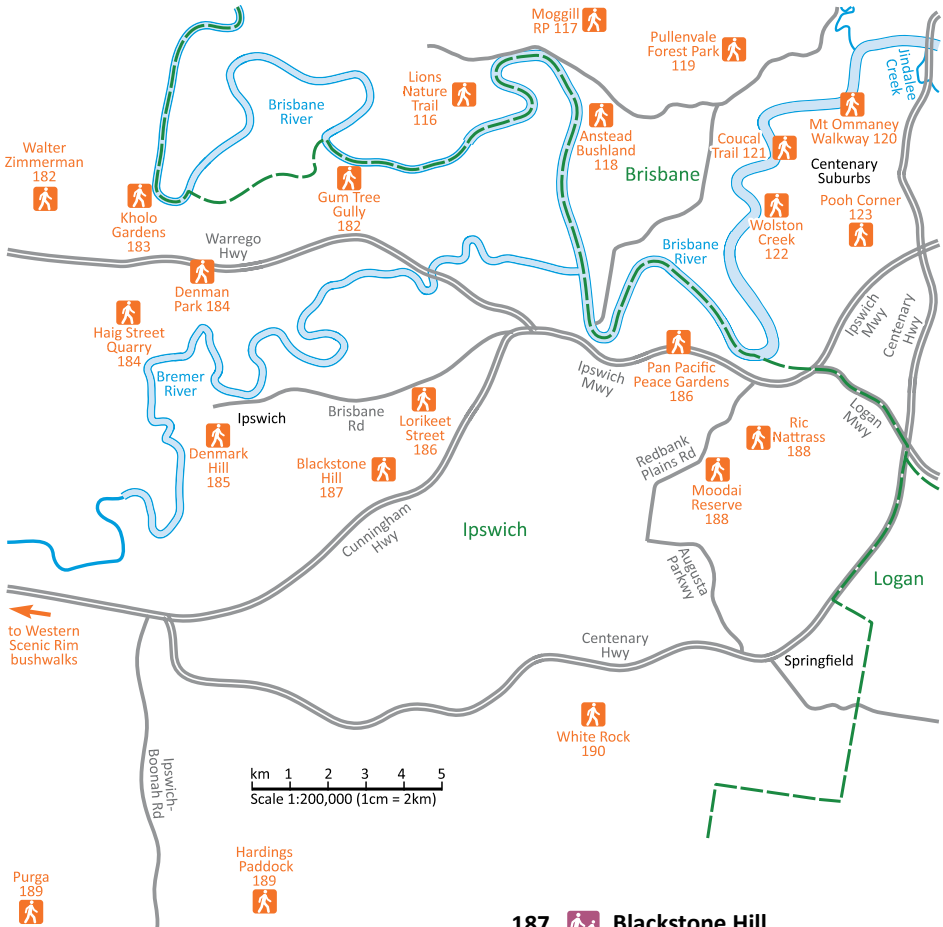 Moggill
RP 117
Pullenvale
Forest Park
119
Jindalee
Creek
Lions
Nature
Trail
116
Brisbane
River
Anstead
Bushland
118
Mt Ommaney
Walkway 120
Coucal
Trail 121
Centenary
Suburbs
Walter
Zimmerman
182
Brisbane
Gum Tree
Gully
182
Kholo
Gardens
183
Pooh Corner
123
Wolston
Creek
122
Warrego
Hwy
Brisbane
River
Denman
Park 184
Haig Street
Quarry
184
Ipswich
Mwy
Centenary
Hwy
Bremer
River
Ipswich
Mwy
Pan Pacific
Peace Gardens
186
Ipswich
Brisbane
Rd
Lorikeet
Street
186
Logan
Mwy
Ric
Nattrass
188
Denmark
Hill
185
Blackstone
Hill
187
Redbank
Plains Rd
Moodai
Reserve
188
Cunningham
Hwy
Ipswich
Augusta
Parkwy
Logan
to Western
Scenic Rim
bushwalks
Centenary
Hwy
Springfield
White Rock
190
Ipswich-
Boonah Rd
km 1 2 3 4 5
Scale 1:200,000 (1cm = 2km)
Hardings
Paddock
189
Purga
189
187 Blackstone Hill